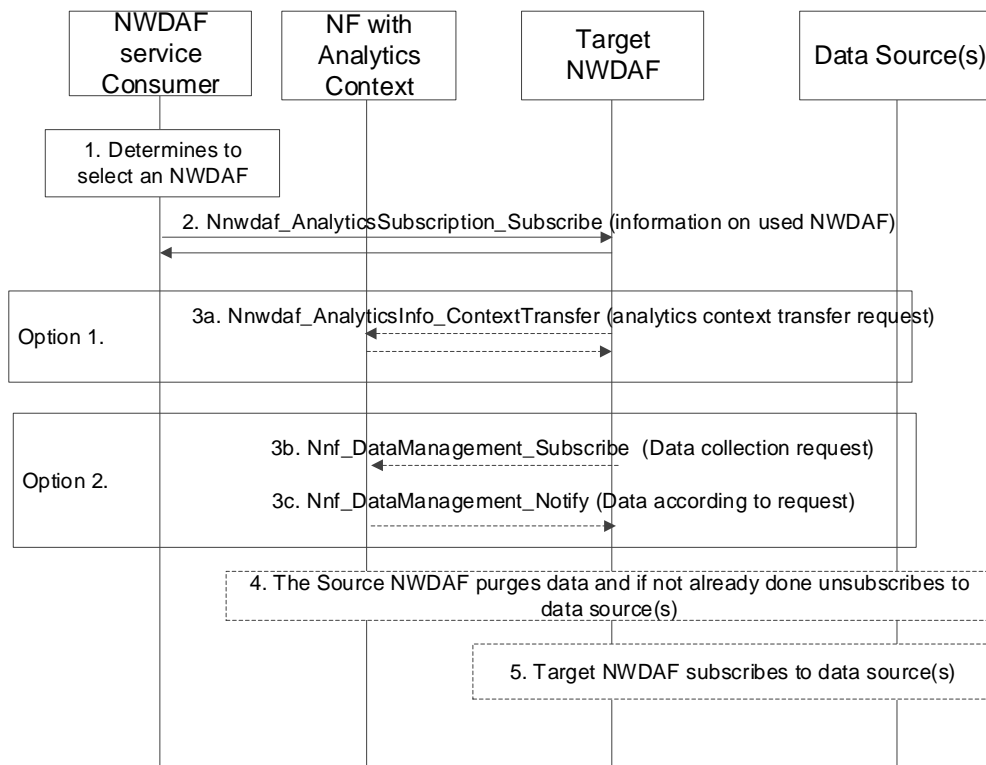 NWDAF
service
Consumer
NF with
Analytics
Context
Target
NWDAF
Data Source(s)
1. Determines to
select an NWDAF
2. Nnwdaf_AnalyticsSubscription_Subscribe (information on used NWDAF)
Option 1.
3a. Nnwdaf_AnalyticsInfo_ContextTransfer (analytics context transfer request)
Option 2.
3b. Nnf_DataManagement_Subscribe  (Data collection request)
3c. Nnf_DataManagement_Notify (Data according to request)
4. The Source NWDAF purges data and if not already done unsubscribes to
data source(s)
5. Target NWDAF subscribes to data source(s)